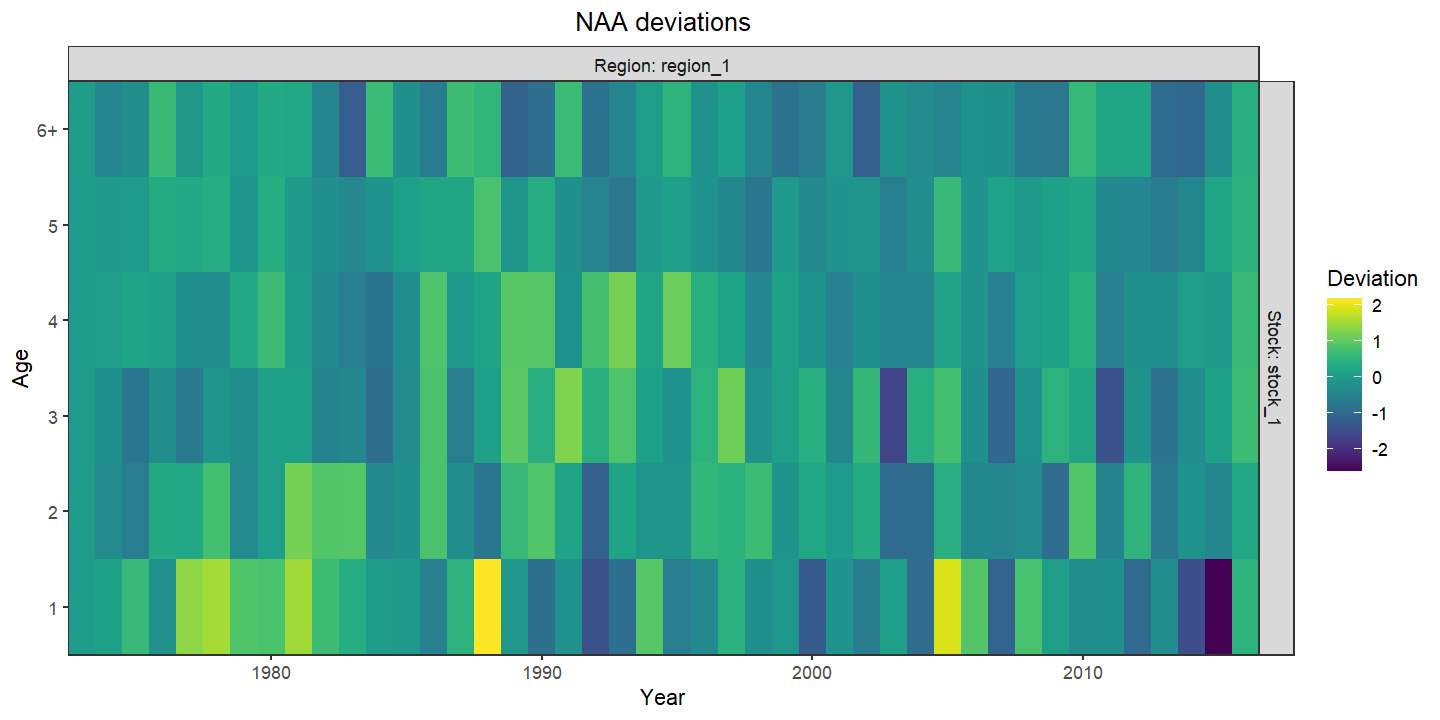 NAA deviations
Region: region_1
Stock: stock_1
Age
6+
5
4
3
2
1
1980 1990 2000 2010
Year
Deviation
2
1
0
-1
-2